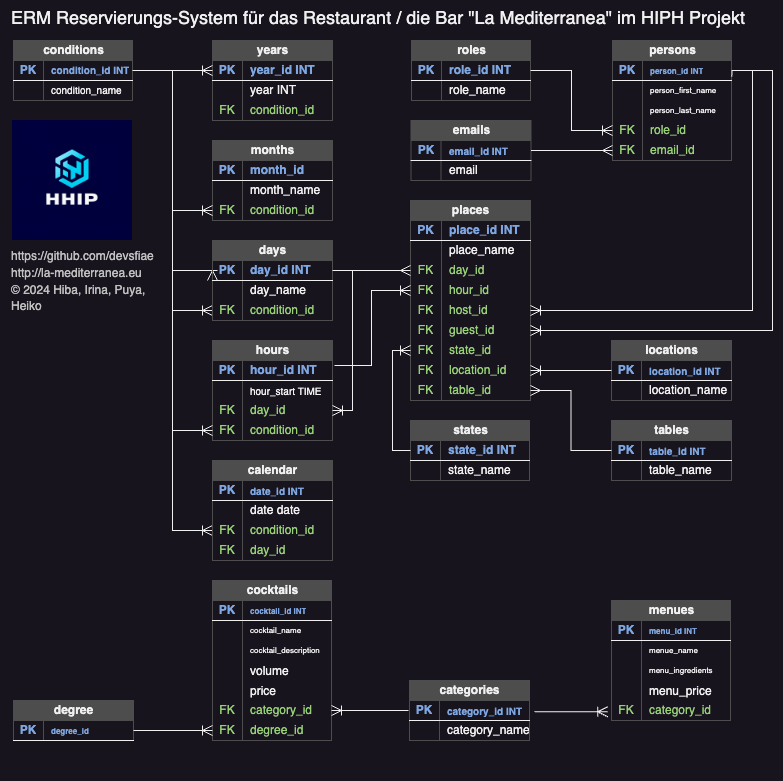 ERM Reservierungs-System für das Restaurant / die Bar "La Mediterranea" im HIPH Projekt
conditions
PK condition_id INT
condition_name
HHIP
https://github.com/devsfiae
http://la-mediterranea.eu
© 2024 Hiba, Irina, Puya,
Heiko
years
PK year_id INT
year INT
FK condition_id
months
PK month_id
month_name
FK condition_id
days
PK day_id INT
day_name
FK condition_id
hours
PK hour_id INT
hour_start TIME
FK day_id
FK condition_id
calendar
PK date_id INT
date date
FK condition_id
FK day_id
roles
PK role_id INT
role_name
emails
PK email_id INT
email
persons
PK person_id INT
person_first_name
person_last_name
FK role_id
FK email_id
places
PK place_id INT
place_name
FK day_id
FK hour_id
FK host_id
FK guest_id
FK state_id
FK location_id
FK table_id
locations
PK location_id INT
location_name
states
PK state_id INT
state_name
tables
PK table_id INT
table_name
cocktails
PK cocktail_id INT
cocktail_name
cocktail_description
volume
price
FK category_id
FK degree_id
degree
PK degree_id
categories
PK category_id INT
category_name
menues
PK menu_id INT
menue_name
menu_ingredients
menu_price
FK category_id